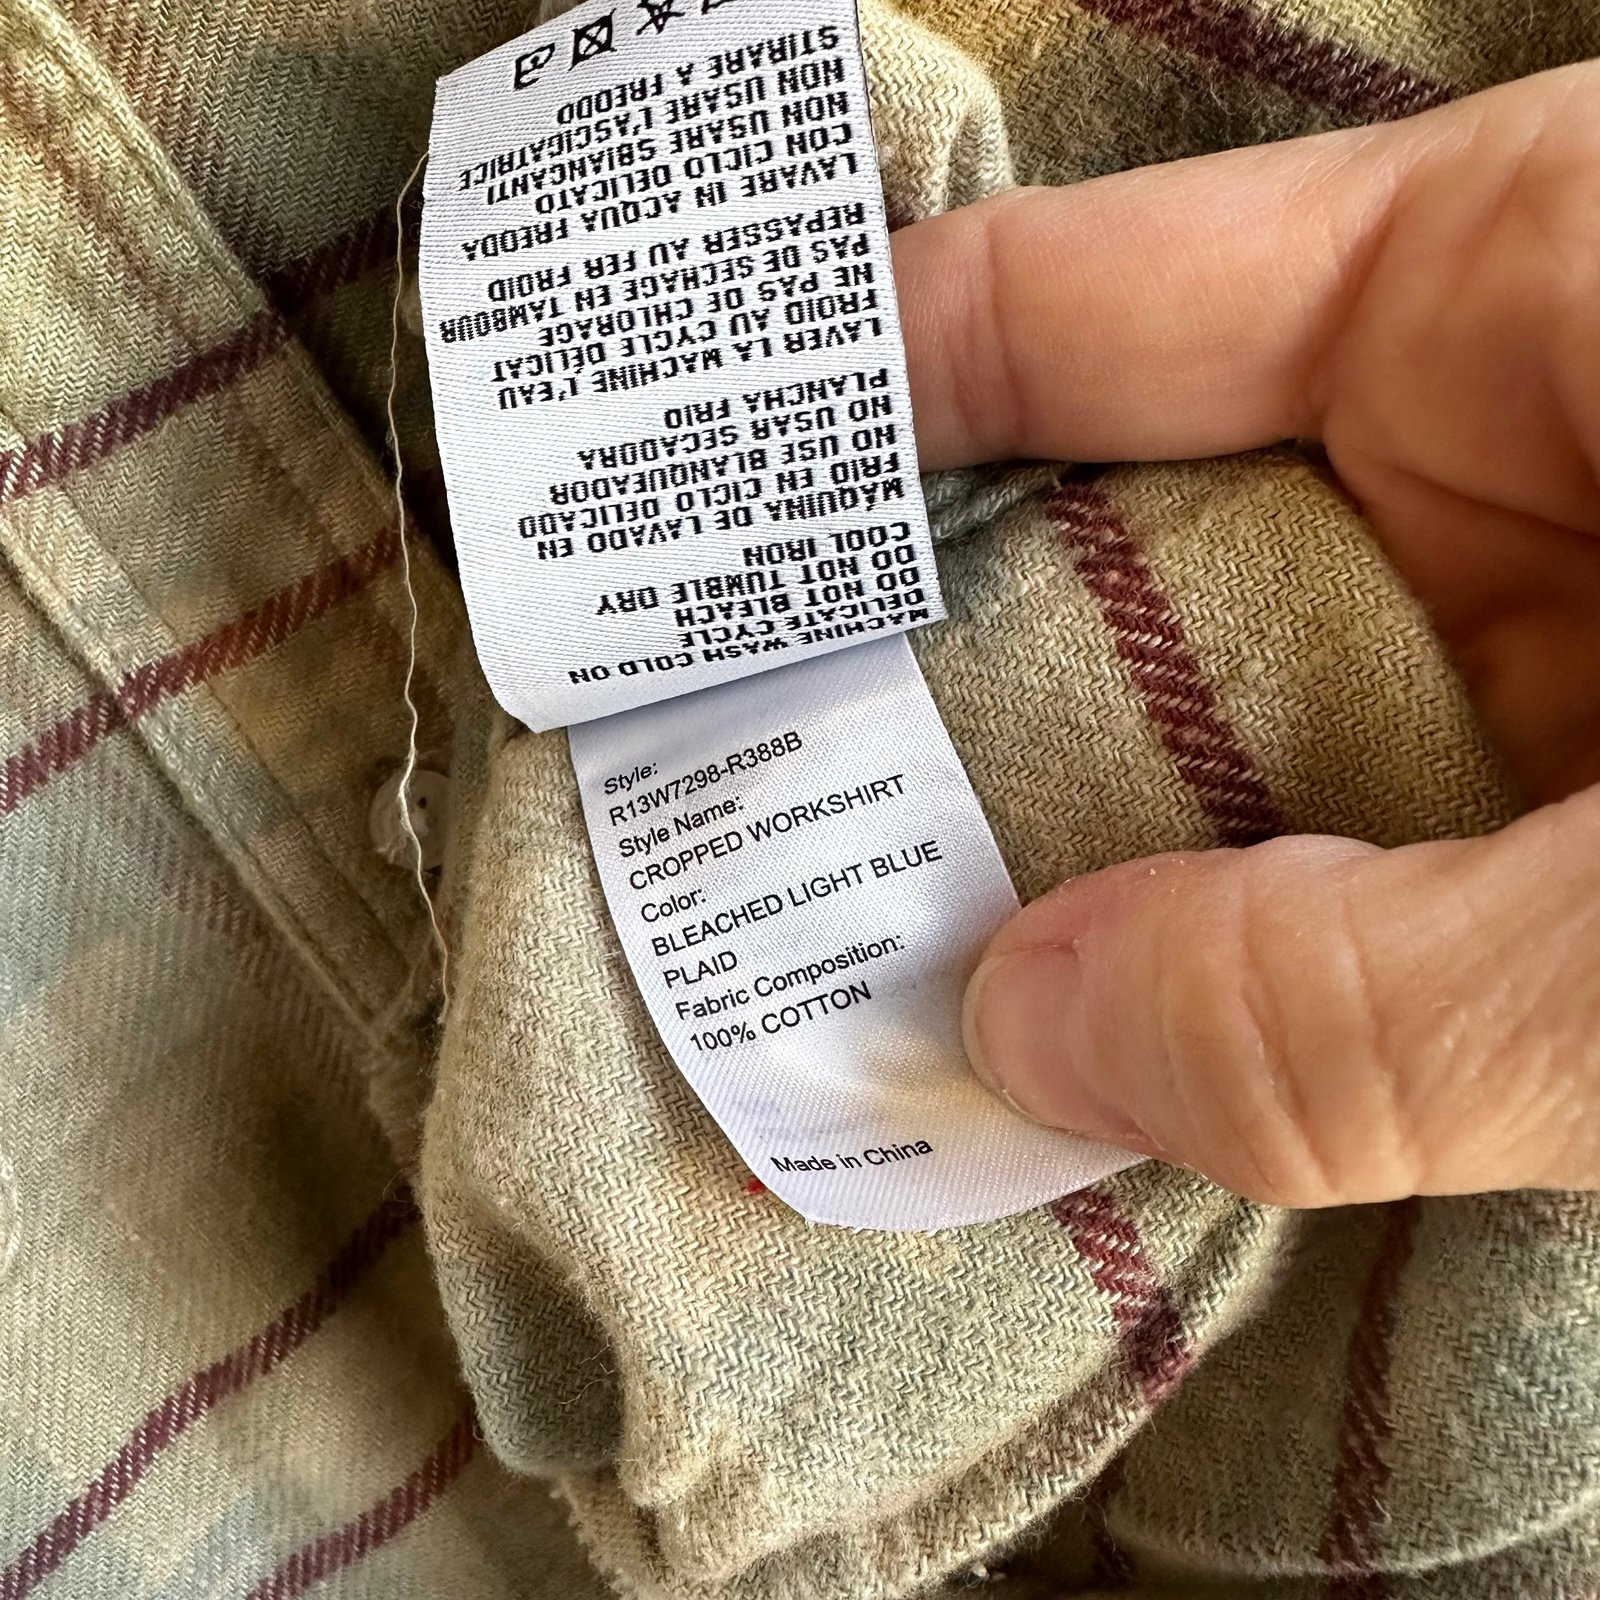 MACHINE WASH COLD ON
DELICATE CYCLE
DO NOT BLEACH
DO NOT TUMBLE DRY
COOL IRON
MÁQUINA DE LAVADO EN
FRIO EN CICLO DELICADO
NO USE BLANQUEADOR
NO USAR SECADORA
PLANCHA FRIO
LAVER LA MACHINE L'EAU
FROID AU CYCLE DÉLICAT
NE PAS DE CHLORAGE
PAS DE SECHAGE EN TAMBOUR
REPASSER AU FER FROID
LAVARE IN ACQUA FREDDA
CON CICLO DELICATO
NON USARE SBIANCANTI
NON USARE L'ASCIGATRICE
STIRARE A FREDDO
Style:
R13W7298-R388B
Style Name:
CROPPED WORKSHIRT
Color:
BLEACHED LIGHT BLUE
PLAID
Fabric Composition:
100% COTTON
Made in China